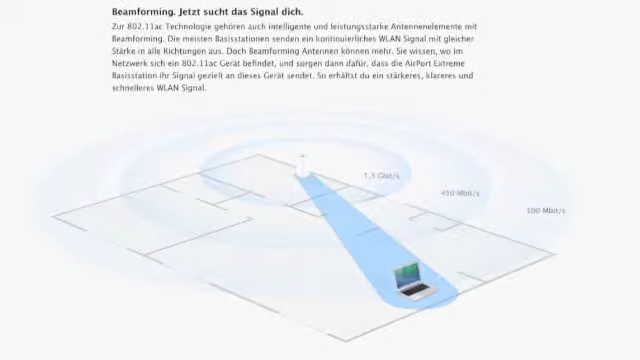 Beamforming. Jetzt sucht das Signal dich.
Zur 802.11ac Technologie gehören auch intelligente und leistungsstarke Antennenelemente mit
Beamforming. Die meisten Basisstationen senden ein kontinuierliches WLAN Signal mit gleicher
Stärke in alle Richtungen aus. Doch Beamforming Antennen können mehr. Sie wissen, wo im
Netzwerk sich ein 802.11ac Gerät befindet, und sorgen dann dafür, dass die AirPort Extreme
Basisstation ihr Signal gezielt an dieses Gerät sendet. So erhältst du ein stärkeres, klareres und
schnelleres WLAN Signal.
1,3 Gbit/s
450 Mbit/s
100 Mbit/s